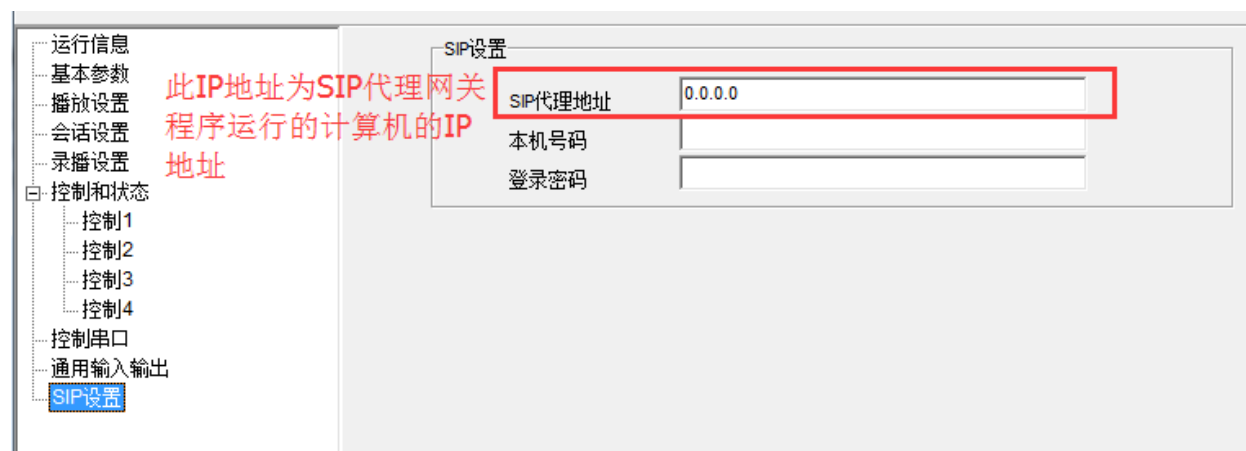 运行信息
基本参数
播放设置
会话设置
录播设置
控制和状态
控制1
控制2
控制3
控制4
控制串口
通用输入输出
SIP设置
此IP地址为SIP代理网关
程序运行的计算机的IP
地址
SIP设置
SIP代理地址 0.0.0.0
本机号码
登录密码